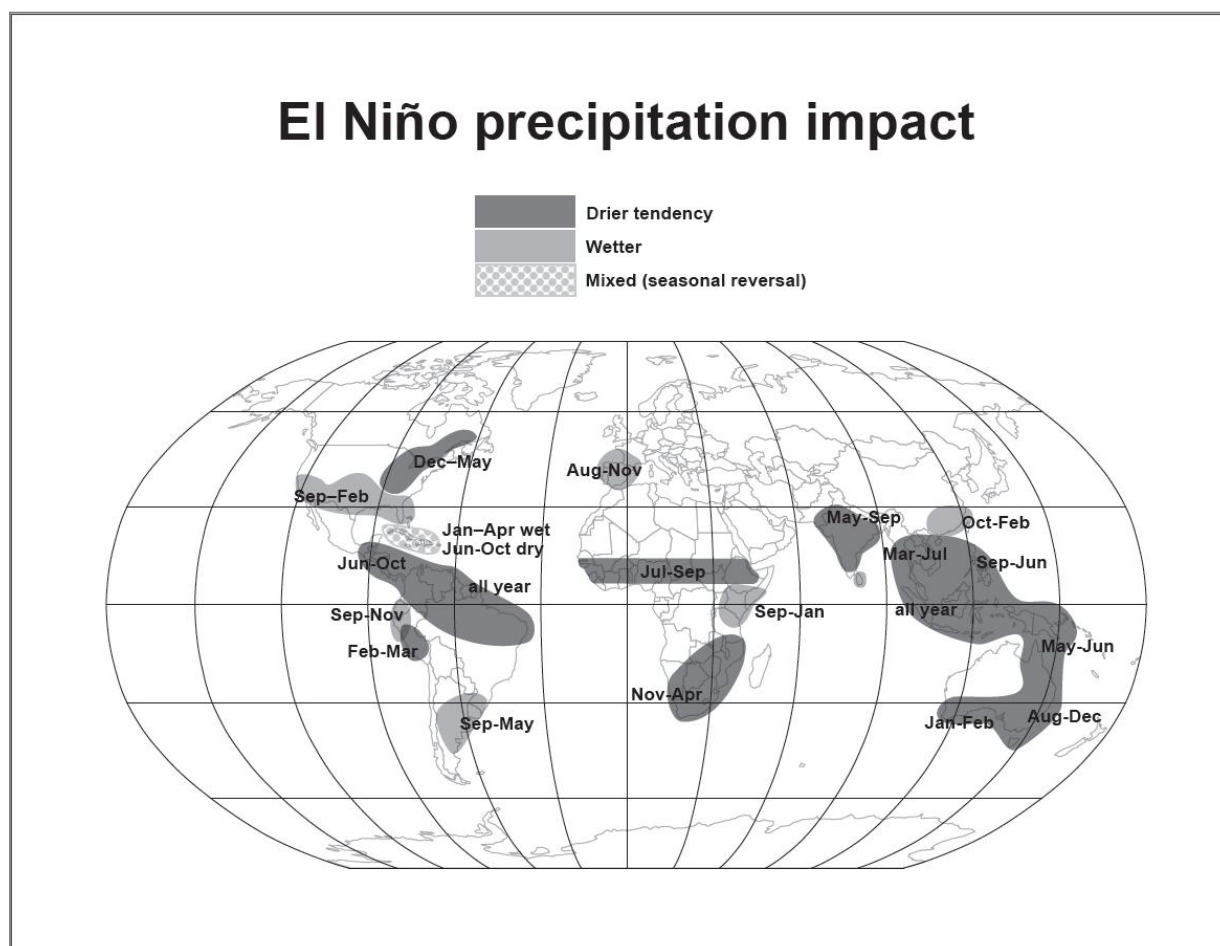 El Niño precipitation impact
Drier tendency
Wetter
Mixed (seasonal reversal)
Dec–May
Aug-Nov
Sep–Feb
May-Sep
Oct-Feb
Jan–Apr wet
Jun-Oct dry
Mar-Jul
Jun-Oct
Sep-Jun
Jul-Sep
all year
Sep-Nov
Sep-Jan
all year
Feb-Mar
May-Jun
Nov-Apr
Sep-May
Jan-Feb
Aug-Dec